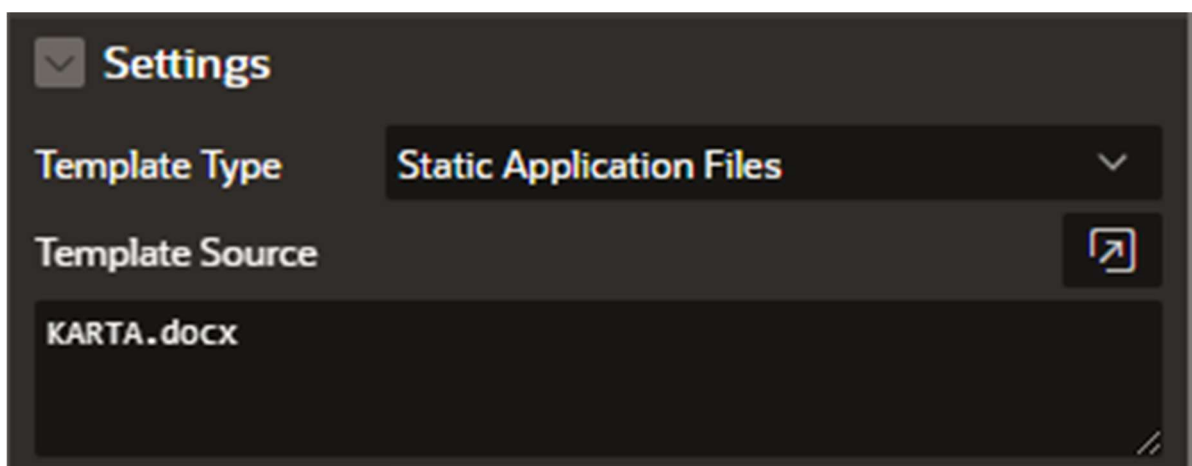 Settings
Template Type
Static Application Files
Template Source
KARTA.docx